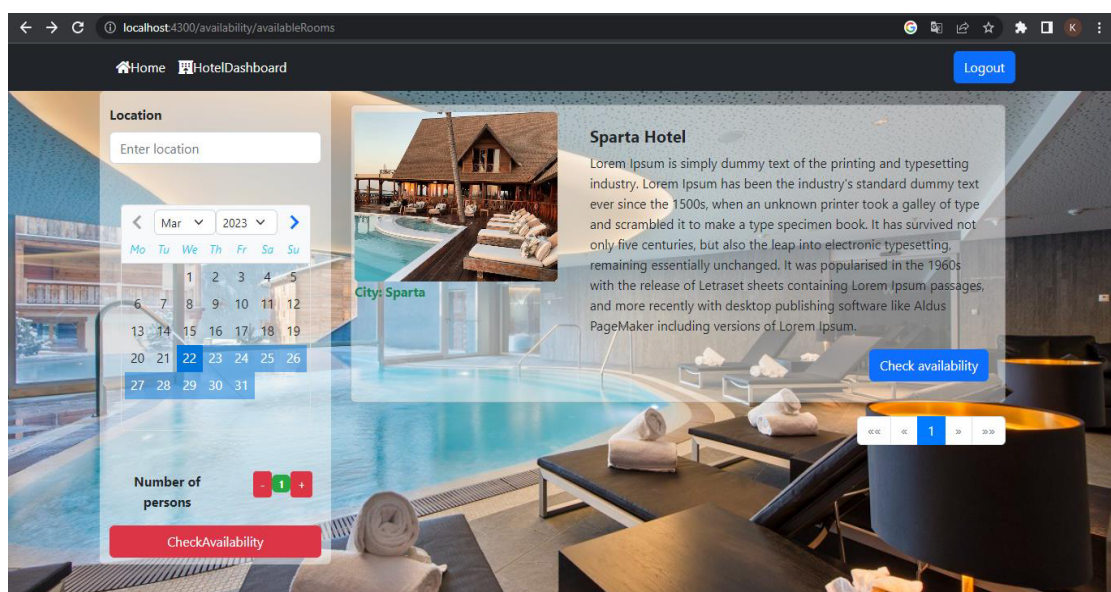 localhost:4300/availability/availableRooms
K
Home HotelDashboard
Logout
Location
Enter location
Mar 2023
Mo Tu We Th Fr Sa Su
1 2 3 4 5
6 7 8 9 10 11 12
13 14 15 16 17 18 19
20 21 22 23 24 25 26
27 28 29 30 31
Number of
persons
- 1 +
CheckAvailability
City: Sparta
Sparta Hotel
Lorem Ipsum is simply dummy text of the printing and typesetting
industry. Lorem Ipsum has been the industry's standard dummy text
ever since the 1500s, when an unknown printer took a galley of type
and scrambled it to make a type specimen book. It has survived not
only five centuries, but also the leap into electronic typesetting,
remaining essentially unchanged. It was popularised in the 1960s
with the release of Letraset sheets containing Lorem Ipsum passages,
and more recently with desktop publishing software like Aldus
PageMaker including versions of Lorem Ipsum.
Check availability
«« « 1 » »»